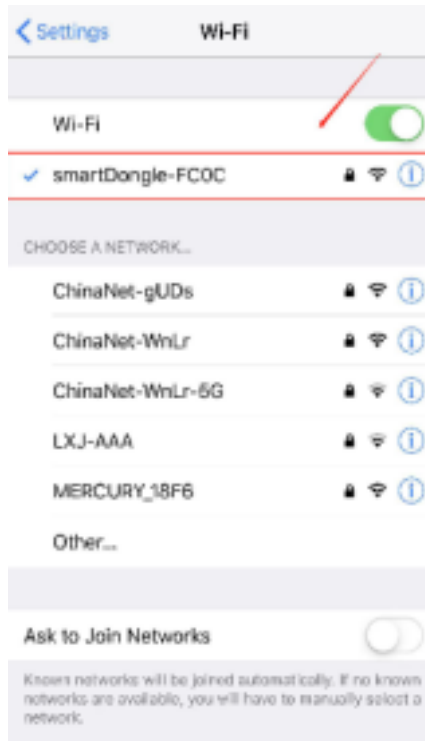 Settings
Wi-Fi
Wi-Fi
smartDongle-FC0C
CHOOSE A NETWORK...
ChinaNet-gUDs
ChinaNet-WnLr
ChinaNet-WnLr-5G
LXJ-AAA
MERCURY_18F6
Other...
Ask to Join Networks
Known networks will be joined automatically. If no known
networks are available, you will have to manually select a
network.